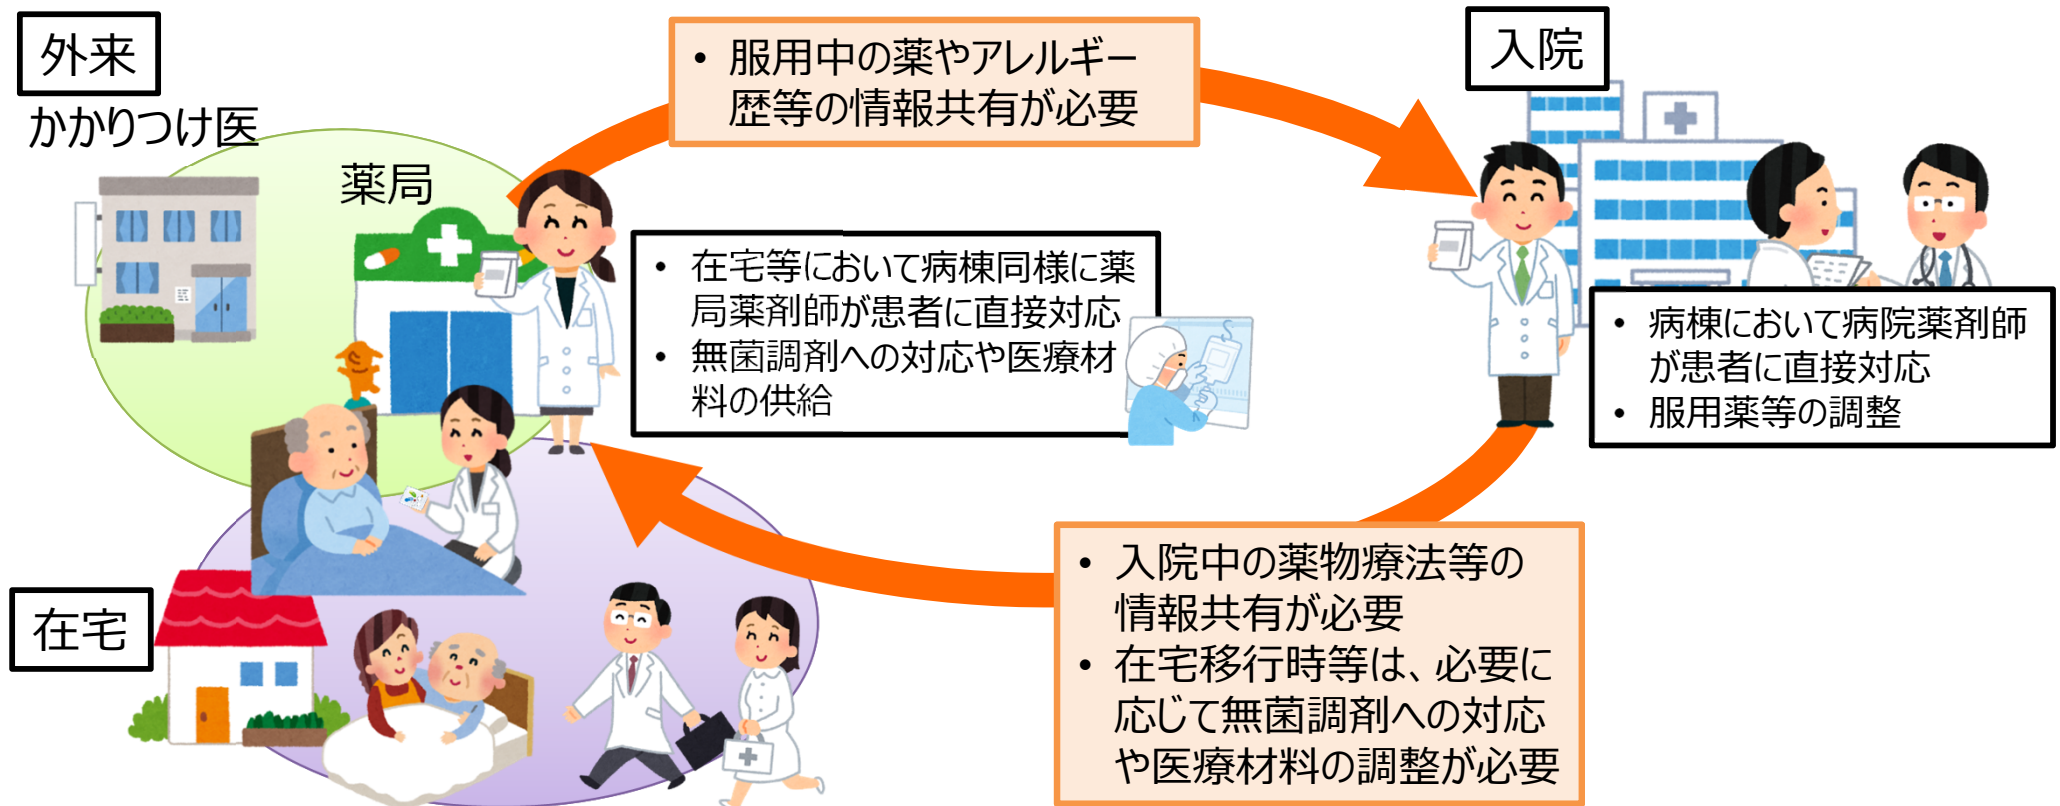 外来
かかりつけ医
薬局
• 服用中の薬やアレルギー
歴等の情報共有が必要
入院
• 在宅等において病棟同様に薬
局薬剤師が患者に直接対応
• 無菌調剤への対応や医療材
料の供給
• 病棟において病院薬剤師
が患者に直接対応
• 服用薬等の調整
在宅
• 入院中の薬物療法等の
情報共有が必要
• 在宅移行時等は、必要に
応じて無菌調剤への対応
や医療材料の調整が必要